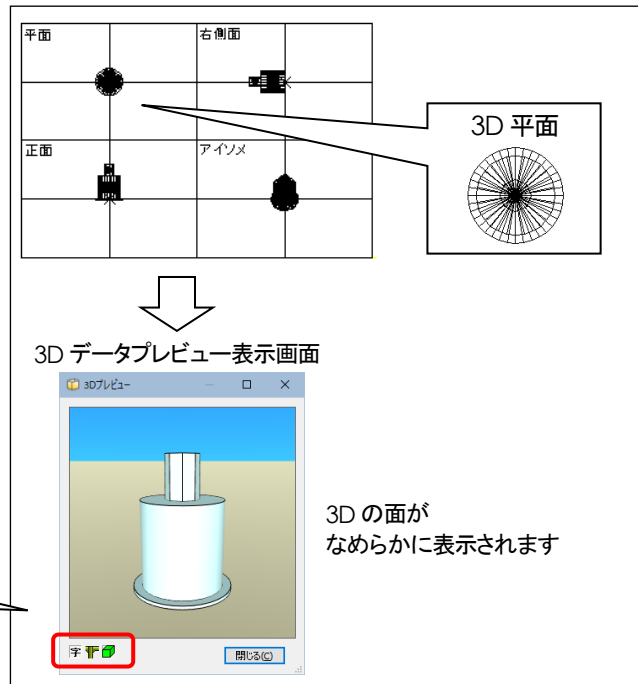 平面
右側面
正面
アイソメ
3D 平面
3D データプレビュー表示画面
3Dプレビュー
3D の面が
なめらかに表示されます
字
閉じる(C)